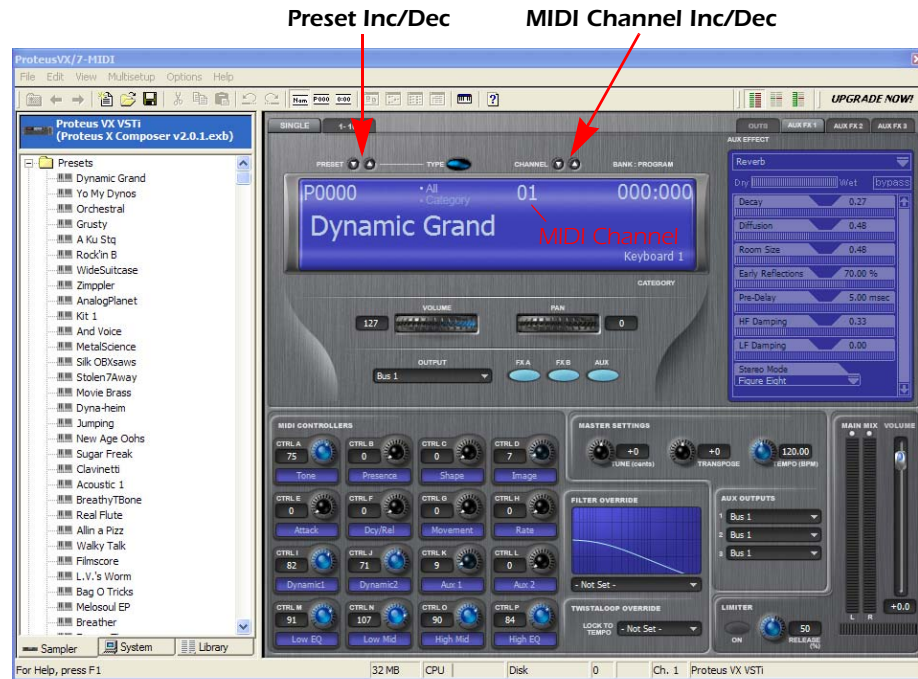 Preset Inc/Dec MIDI Channel Inc/Dec
ProteusVX/7-MIDI
File Edit View Multisetup Options Help
UPGRADE NOW!
Proteus VX VSTi
(Proteus X Composer v2.0.1.exb)
Presets
Dynamic Grand
Yo My Dynos
Orchestral
Grusty
A Ku Stq
Rock'in B
WideSuitcase
Zimppler
AnalogPlanet
Kit 1
And Voice
MetalScience
Silk OBXsaws
Stolen7Away
Movie Brass
Dyna-heim
Jumping
New Age Oohs
Sugar Freak
Clavinetti
Acoustic 1
BreathyTBone
Real Flute
Allin a Pizz
Walky Talk
Filmscore
L.V.'s Worm
Bag O Tricks
Melosoul EP
Breather
Sampler System Library
SINGLE
PRESET TYPE CHANNEL BANK : PROGRAM
P0000 • All 01 000:000
• Category
Dynamic Grand MIDI Channel
Keyboard 1
CATEGORY
VOLUME PAN
127 0
OUTPUT FX A FX B AUX
Bus 1
OUTS AUX FX 1 AUX FX 2 AUX FX 3
AUX EFFECT
Reverb
Dry Wet bypass
Decay 0.27
Diffusion 0.48
Room Size 0.48
Early Reflections 70.00 %
Pre-Delay 5.00 msec
HF Damping 0.33
LF Damping 0.00
Stereo Mode
Figure Eight
MIDI CONTROLLERS
CTRL A CTRL B CTRL C CTRL D
75 0 0 7
Tone Presence Shape Image
CTRL E CTRL F CTRL G CTRL H
0 0 0 0
Attack Dcy/Rel Movement Rate
CTRL I CTRL J CTRL K CTRL L
82 71 9 0
Dynamic1 Dynamic2 Aux 1 Aux 2
CTRL M CTRL N CTRL O CTRL P
91 107 90 84
Low EQ Low Mid High Mid High EQ
MASTER SETTINGS
+0 +0 120.00
TUNE (cents) TRANSPOSE TEMPO (BPM)
FILTER OVERRIDE
- Not Set -
TWISTALOOP OVERRIDE
LOCK TO
TEMPO - Not Set -
AUX OUTPUTS
1 Bus 1
2 Bus 1
3 Bus 1
LIMITER
50
ON RELEASE
(%)
MAIN MIX VOLUME
+0.0
L R
For Help, press F1 32 MB CPU Disk 0 Ch. 1 Proteus VX VSTi